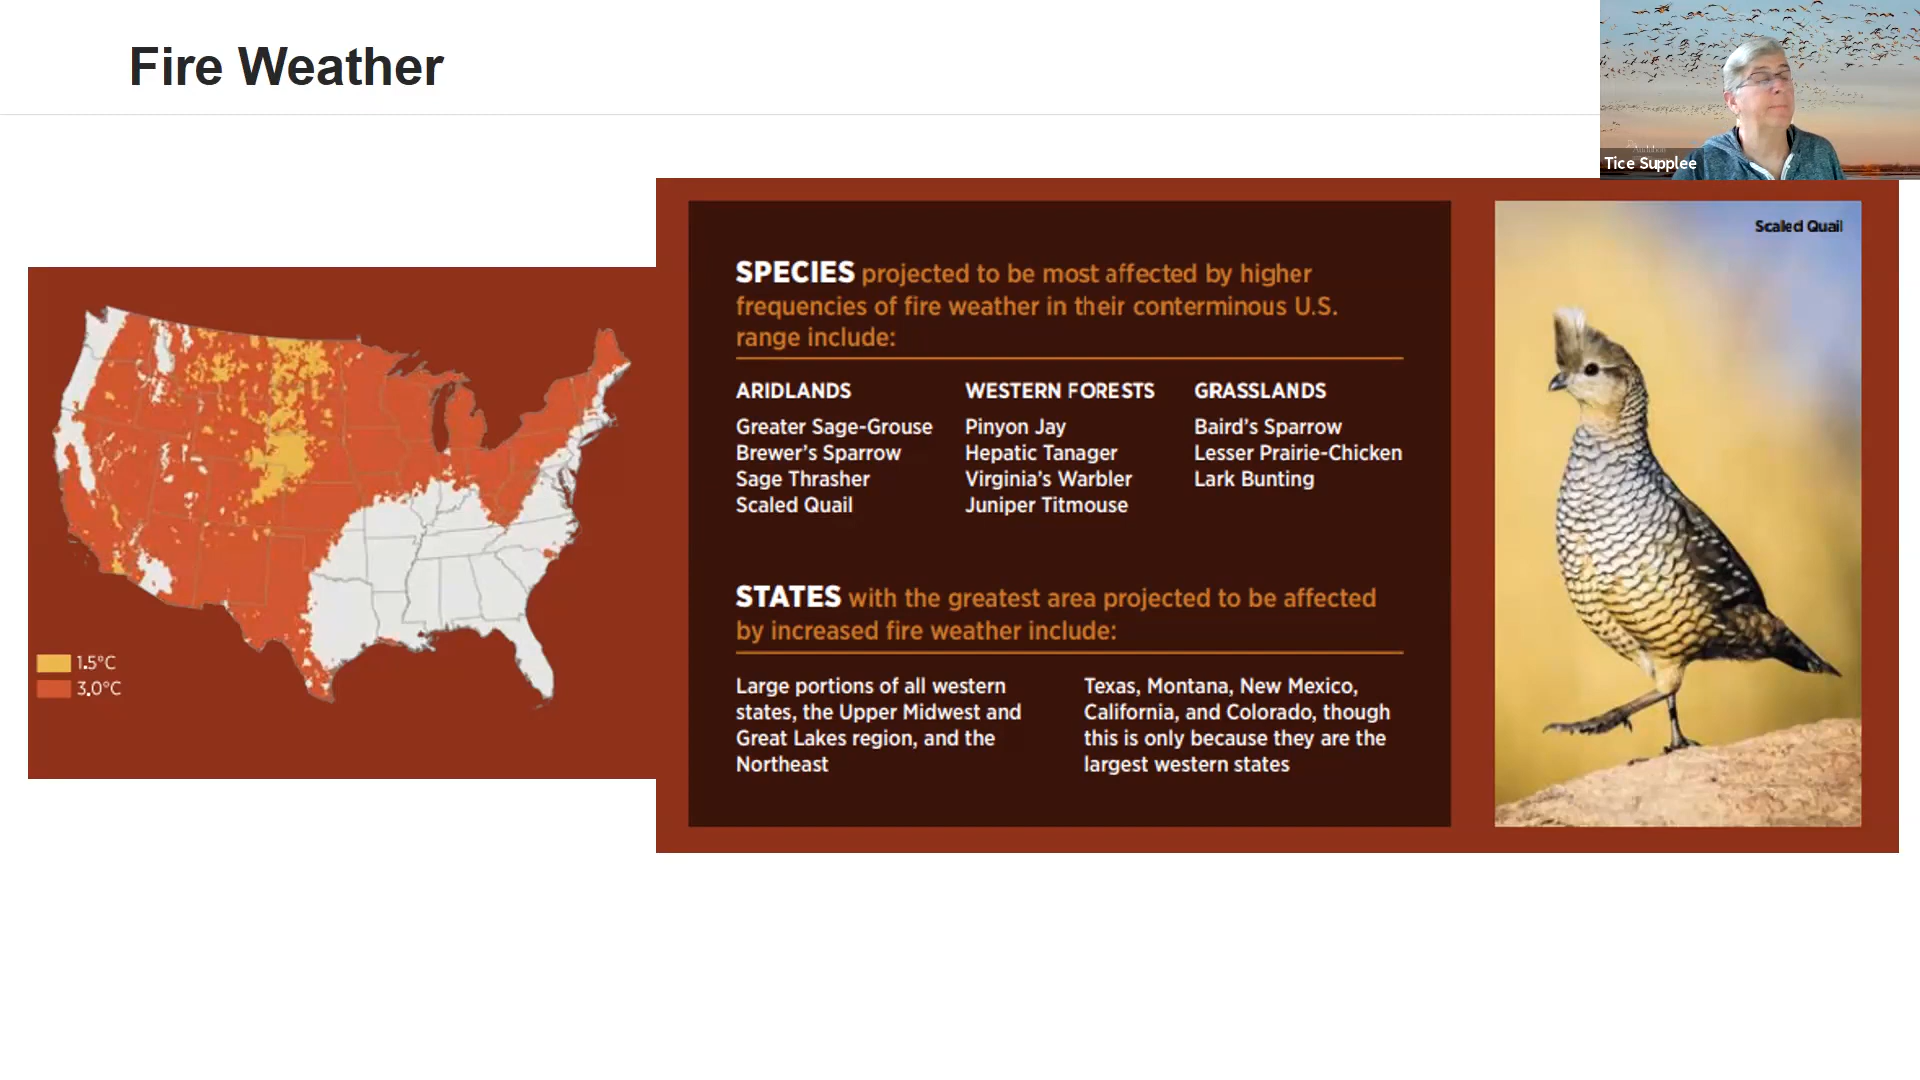 Fire Weather
Tice Supplee
Audubon
Scaled Quail
SPECIES projected to be most affected by higher
frequencies of fire weather in their conterminous U.S.
range include:
ARIDLANDS
Greater Sage-Grouse
Brewer's Sparrow
Sage Thrasher
Scaled Quail
WESTERN FORESTS
Pinyon Jay
Hepatic Tanager
Virginia's Warbler
Juniper Titmouse
GRASSLANDS
Baird's Sparrow
Lesser Prairie-Chicken
Lark Bunting
STATES with the greatest area projected to be affected
by increased fire weather include:
Large portions of all western
states, the Upper Midwest and
Great Lakes region, and the
Northeast
Texas, Montana, New Mexico,
California, and Colorado, though
this is only because they are the
largest western states
1.5°C
3.0°C